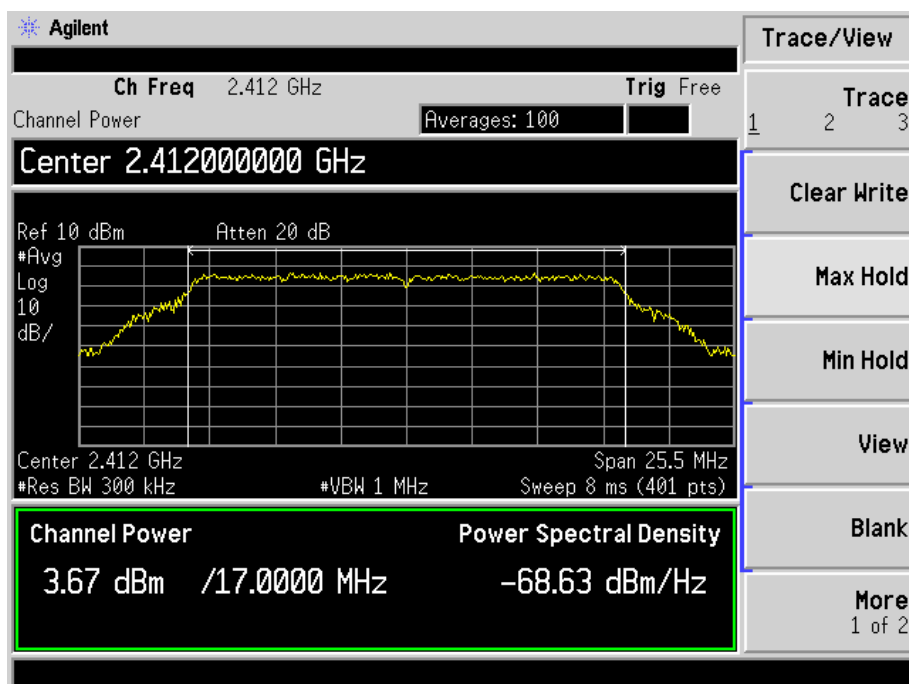 Agilent
Ch Freq 2.412 GHz Trig Free
Channel Power Averages: 100
Center 2.412000000 GHz
Ref 10 dBm Atten 20 dB
#Avg
Log
10
dB/
Center 2.412 GHz Span 25.5 MHz
#Res BW 300 kHz #VBW 1 MHz Sweep 8 ms (401 pts)
Channel Power Power Spectral Density
3.67 dBm /17.0000 MHz -68.63 dBm/Hz
Trace/View
Trace
1 2 3
Clear Write
Max Hold
Min Hold
View
Blank
More
1 of 2